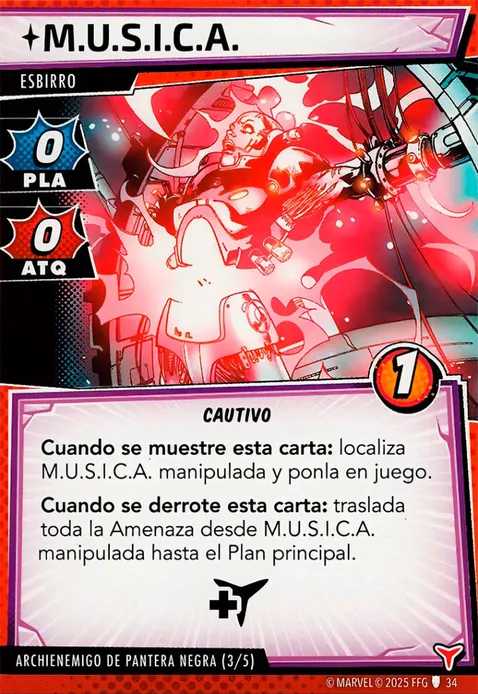 M.U.S.I.C.A.
ESBIRRO
0
PLA
0
ATQ
1
CAUTIVO
Cuando se muestre esta carta: localiza
M.U.S.I.C.A. manipulada y ponla en juego.
Cuando se derrote esta carta: traslada
toda la Amenaza desde M.U.S.I.C.A.
manipulada hasta el Plan principal.
ARCHIENEMIGO DE PANTERA NEGRA (3/5)
© MARVEL © 2025 FFG 34